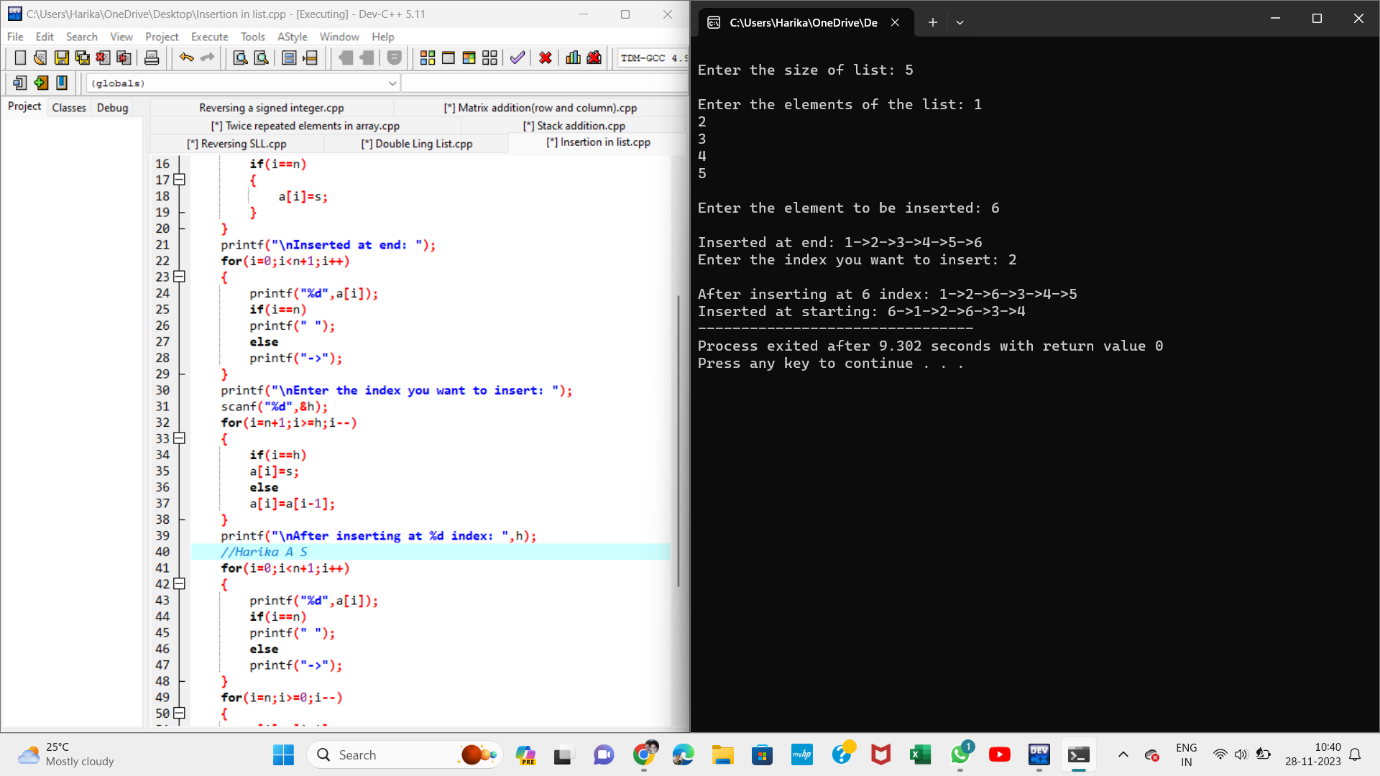 C:\Users\Harika\OneDrive\Desktop\Insertion in list.cpp - [Executing] - Dev-C++ 5.11
File Edit Search View Project Execute Tools AStyle Window Help
TDM-GCC 4.9
(globals)
Project Classes Debug
Reversing a signed integer.cpp [*] Matrix addition(row and column).cpp
[*] Twice repeated elements in array.cpp [*] Stack addition.cpp
[*] Reversing SLL.cpp [*] Double Ling List.cpp [*] Insertion in list.cpp
16 if(i==n)
17 {
18 a[i]=s;
19 }
20 }
21 printf("\nInserted at end: ");
22 for(i=0;i<n+1;i++)
23 {
24 printf("%d",a[i]);
25 if(i==n)
26 printf(" ");
27 else
28 printf("->");
29 }
30 printf("\nEnter the index you want to insert: ");
31 scanf("%d",&h);
32 for(i=n+1;i>=h;i--)
33 {
34 if(i==h)
35 a[i]=s;
36 else
37 a[i]=a[i-1];
38 }
39 printf("\nAfter inserting at %d index: ",h);
40 //Harika A S
41 for(i=0;i<n+1;i++)
42 {
43 printf("%d",a[i]);
44 if(i==n)
45 printf(" ");
46 else
47 printf("->");
48 }
49 for(i=n;i>=0;i--)
50 {
C:\Users\Harika\OneDrive\De
Enter the size of list: 5
Enter the elements of the list: 1
2
3
4
5
Enter the element to be inserted: 6
Inserted at end: 1->2->3->4->5->6
Enter the index you want to insert: 2
After inserting at 6 index: 1->2->6->3->4->5
Inserted at starting: 6->1->2->6->3->4
--------------------------------
Process exited after 9.302 seconds with return value 0
Press any key to continue . . .
25°C
Mostly cloudy
Search
PRE
myhp
1
DEV
ENG
IN
10:40
28-11-2023